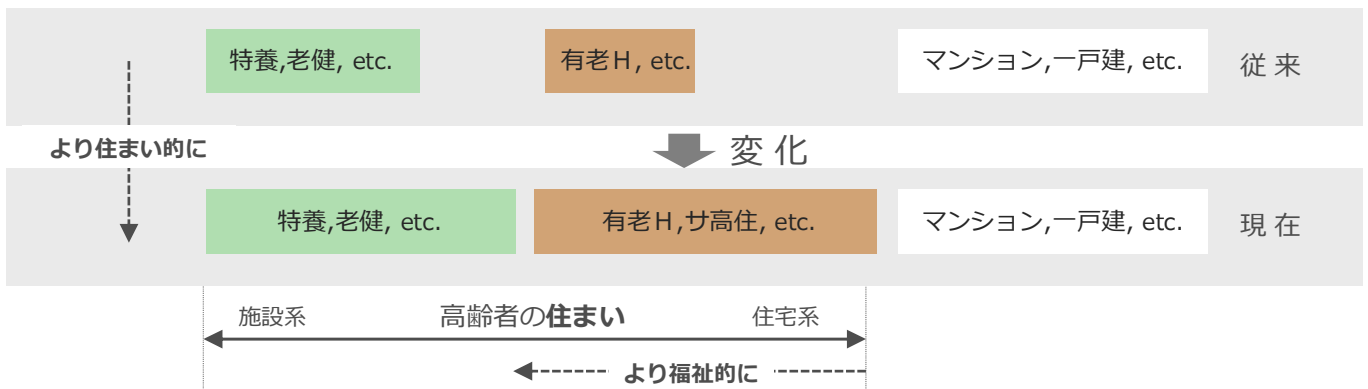 特養,老健, etc.
有老H, etc.
マンション,一戸建, etc.
従 来
より住まい的に
変 化
特養,老健, etc.
有老H,サ高住, etc.
マンション,一戸建, etc.
現 在
施設系
高齢者の住まい
住宅系
より福祉的に